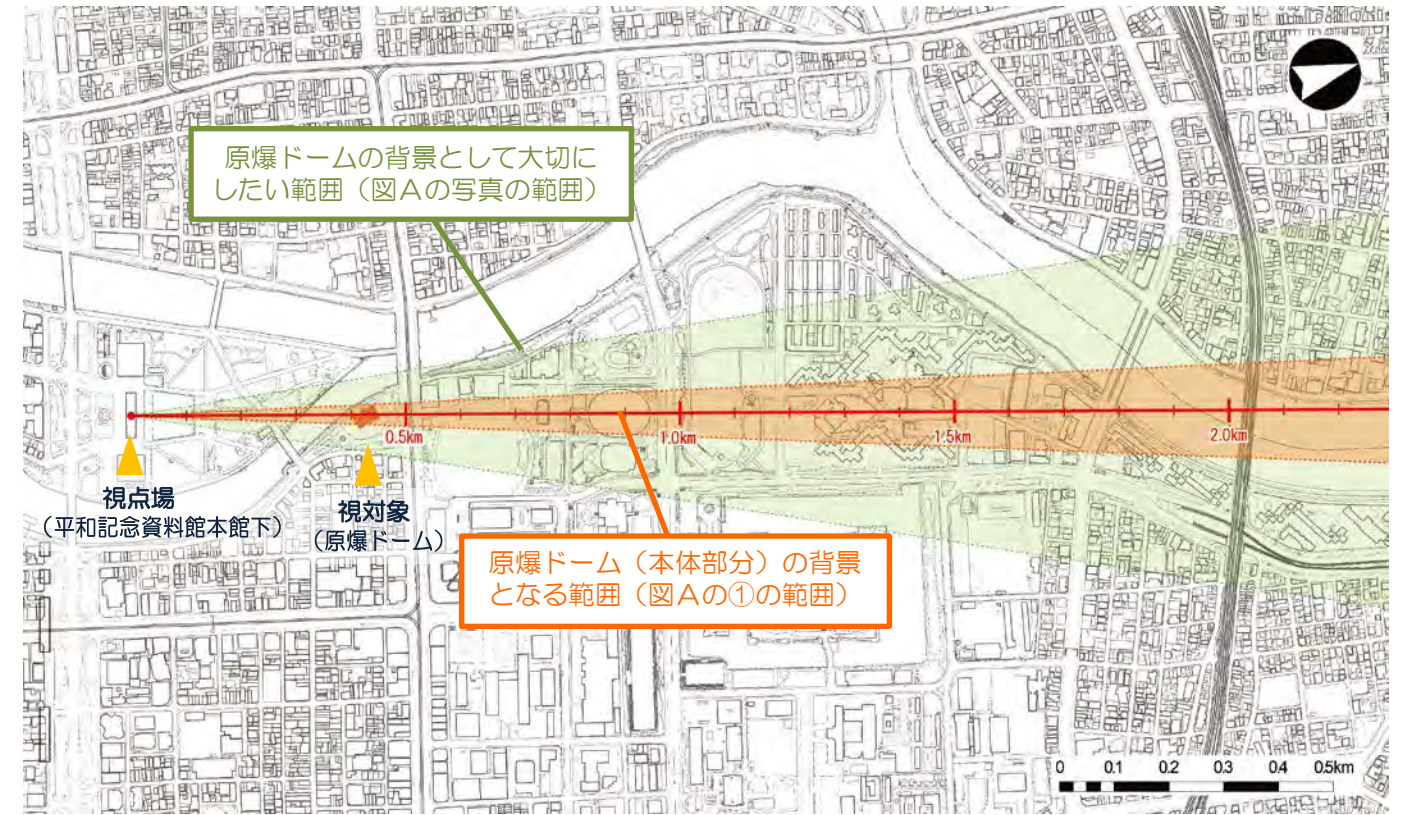 原爆ドームの背景として大切に
したい範囲（図Aの写真の範囲）
0.5km
1.0km
1.5km
2.0km
視点場
（平和記念資料館本館下）
視対象
（原爆ドーム）
原爆ドーム（本体部分）の背景
となる範囲（図Aの①の範囲）
0 0.1 0.2 0.3 0.4 0.5km